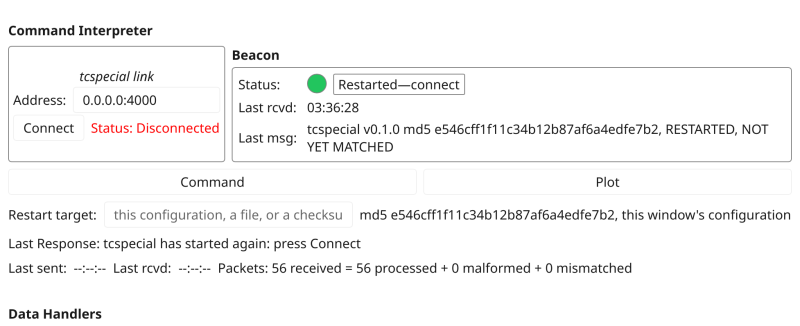 Command Interpreter
tcspecial link
Address: 0.0.0.0:4000
Connect Status: Disconnected
Beacon
Status: Restarted—connect
Last rcvd: 03:36:28
Last msg: tcspecial v0.1.0 md5 e546cff1f11c34b12b87af6a4edfe7b2, RESTARTED, NOT
YET MATCHED
Command Plot
Restart target: this configuration, a file, or a checksu md5 e546cff1f11c34b12b87af6a4edfe7b2, this window's configuration
Last Response: tcspecial has started again: press Connect
Last sent: --:--:-- Last rcvd: --:--:-- Packets: 56 received = 56 processed + 0 malformed + 0 mismatched
Data Handlers